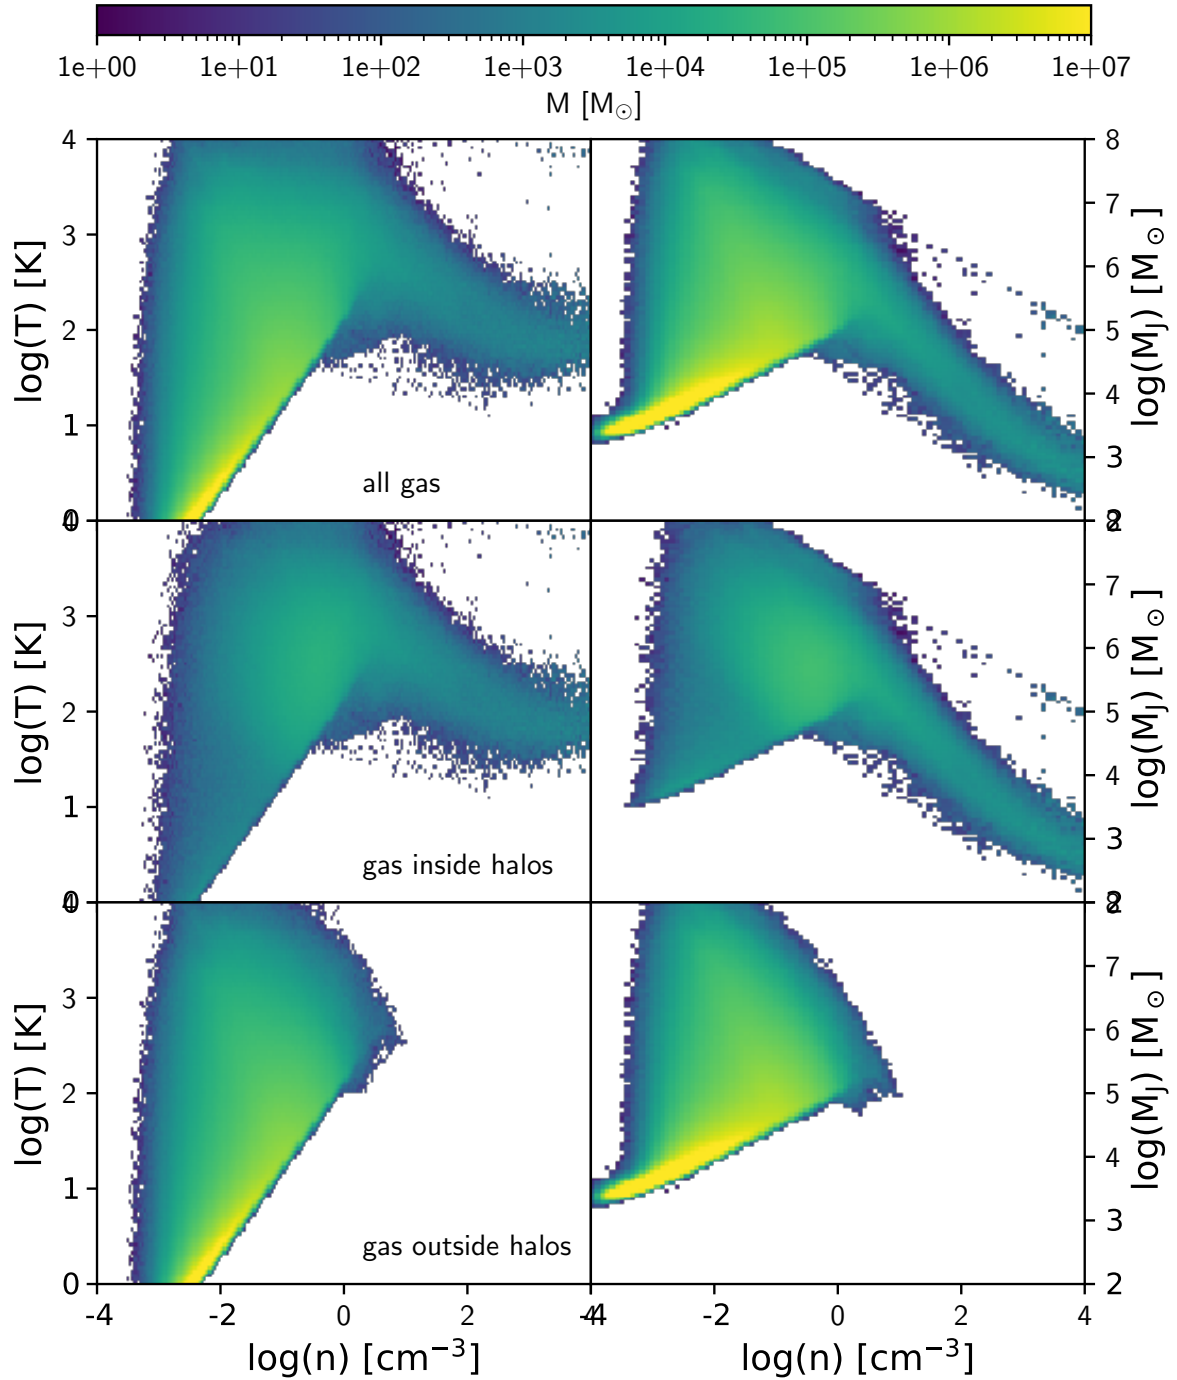 1e+00 1e+01 1e+02 1e+03 1e+04 1e+05 1e+06 1e+07
M [M⊙]
4 8
3 7
log(T) [K] 6 log(MJ) [M⊙]
2 5
4
1
all gas 3
0 2
4 8
3 7
log(T) [K] 6 log(MJ) [M⊙]
2 5
4
1
gas inside halos 3
0 2
4 8
3 7
log(T) [K] 6 log(MJ) [M⊙]
2 5
4
1
gas outside halos 3
0 2
-4 -2 0 2 4 -4 -2 0 2 4
log(n) [cm⁻³] log(n) [cm⁻³]